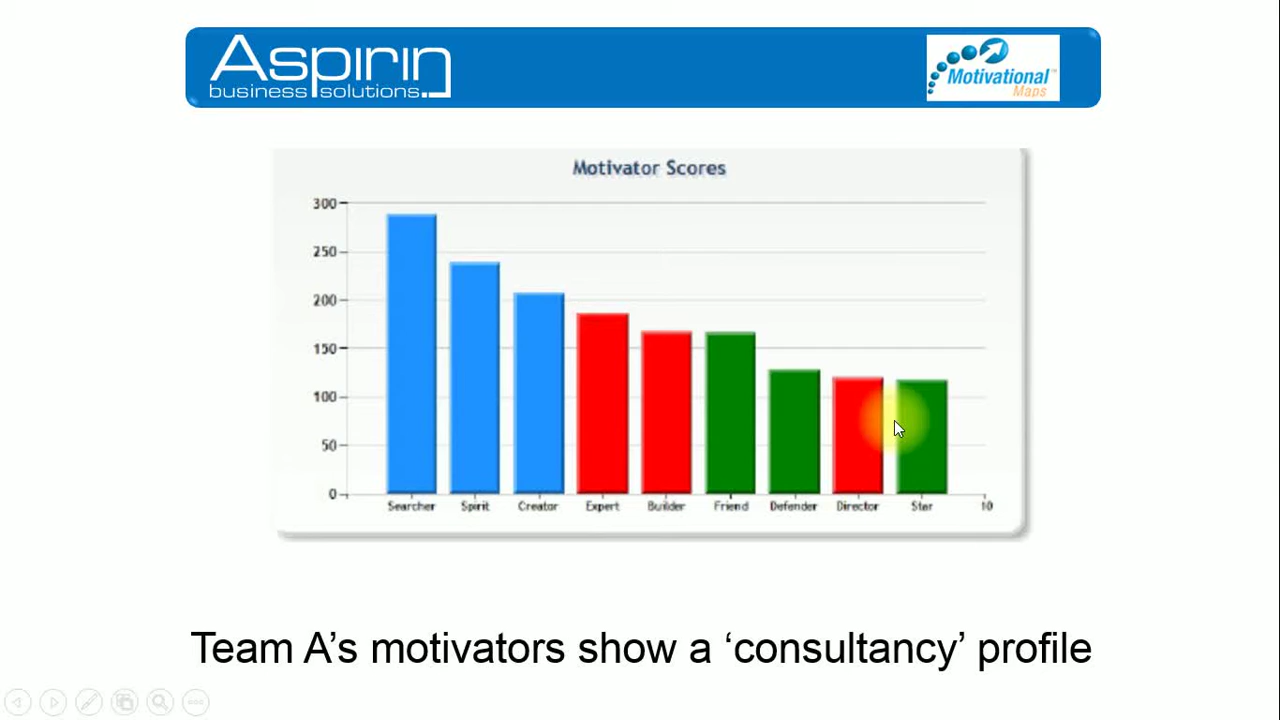 Aspirin
business solutions.
Motivational™
Maps
Motivator Scores
300
250
200
150
100
50
0
Searcher Spirit Creator Expert Builder Friend Defender Director Star 10
Team A’s motivators show a ‘consultancy’ profile